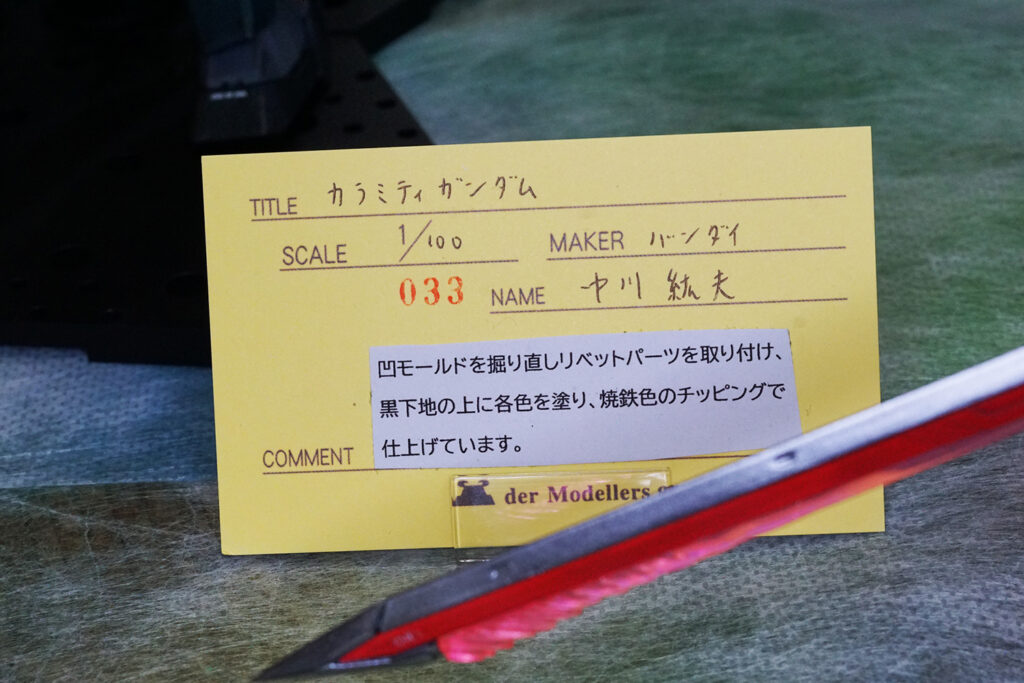 TITLE カラミティガンダム
SCALE 1/100 MAKER バンダイ
033 NAME 中川 紘夫
凹モールドを掘り直しリベットパーツを取り付け、
黒下地の上に各色を塗り、焼鉄色のチッピングで
仕上げています。
COMMENT
der Modellers